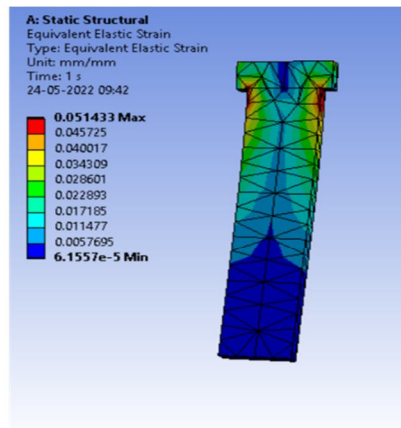 A: Static Structural
Equivalent Elastic Strain
Type: Equivalent Elastic Strain
Unit: mm/mm
Time: 1 s
24-05-2022 09:42
0.051433 Max
0.045725
0.040017
0.034309
0.028601
0.022893
0.017185
0.011477
0.0057695
6.1557e-5 Min